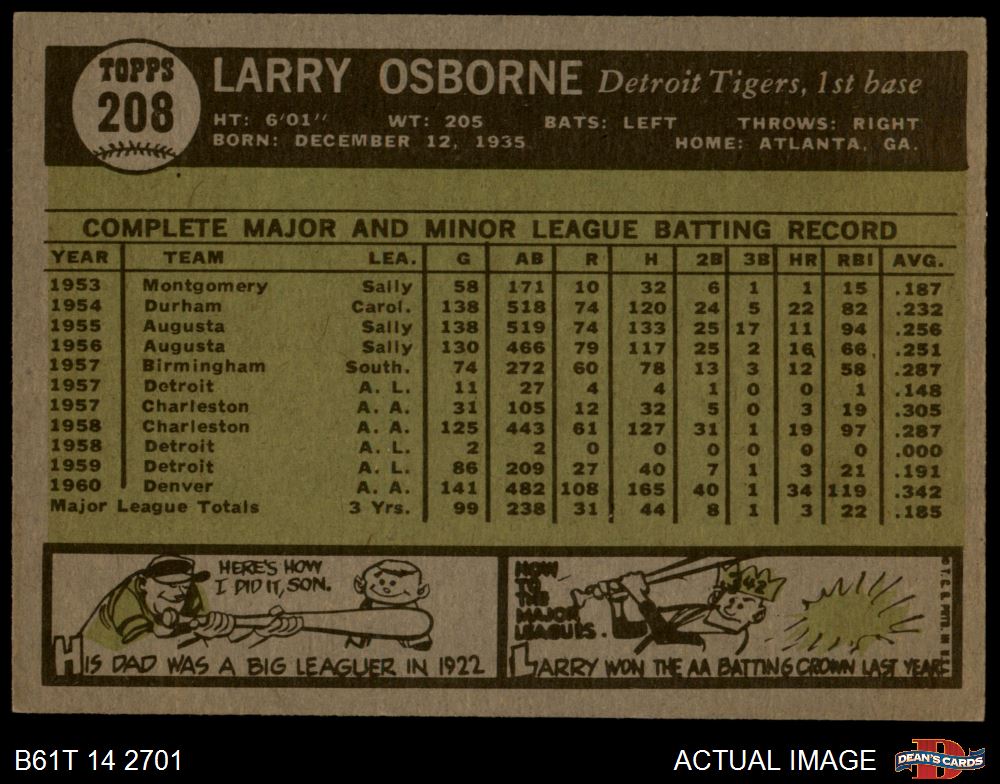 TOPPS
208
LARRY OSBORNE Detroit Tigers, 1st base
HT: 6'01" WT: 205 BATS: LEFT THROWS: RIGHT
BORN: DECEMBER 12, 1935 HOME: ATLANTA, GA.
COMPLETE MAJOR AND MINOR LEAGUE BATTING RECORD
YEAR TEAM LEA. G AB R H 2B 3B HR RBI AVG.
1953 Montgomery Sally 58 171 10 32 6 1 1 15 .187
1954 Durham Carol. 138 518 74 120 24 5 22 82 .232
1955 Augusta Sally 138 519 74 133 25 17 11 94 .256
1956 Augusta Sally 130 466 79 117 25 2 16 66 .251
1957 Birmingham South. 74 272 60 78 13 3 12 58 .287
1957 Detroit A. L. 11 27 4 4 1 0 0 1 .148
1957 Charleston A. A. 31 105 12 32 5 0 3 19 .305
1958 Charleston A. A. 125 443 61 127 31 1 19 97 .287
1958 Detroit A. L. 2 2 0 0 0 0 0 0 .000
1959 Detroit A. L. 86 209 27 40 7 1 3 21 .191
1960 Denver A. A. 141 482 108 165 40 1 34 119 .342
Major League Totals 3 Yrs. 99 238 31 44 8 1 3 22 .185
HERE'S HOW
I DID IT, SON.
HIS DAD WAS A BIG LEAGUER IN 1922
NOW
TO
THE
MAJOR
LEAGUES.
.342
LARRY WON THE AA BATTING CROWN LAST YEAR!
© T. C. G. PRTD. IN U.S.A.
B61T 14 2701
ACTUAL IMAGE
DEAN'S CARDS